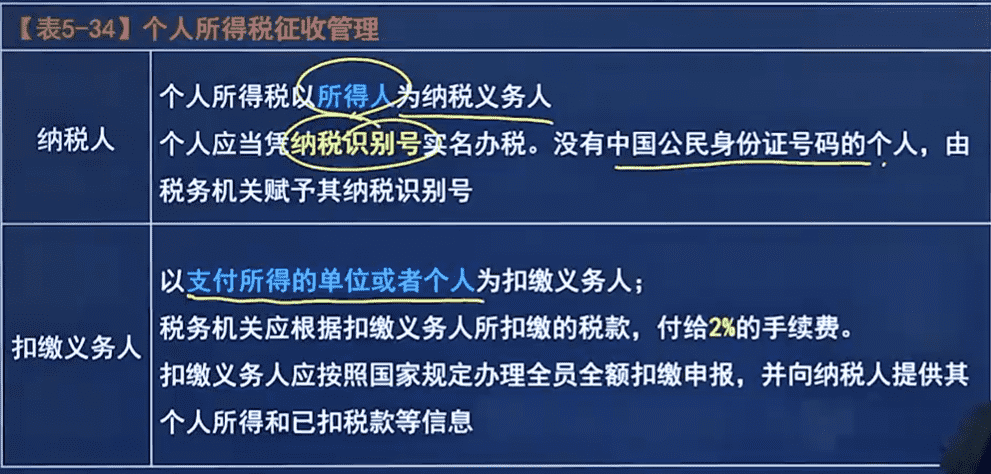 【表5-34】个人所得税征收管理
纳税人
个人所得税以所得人为纳税义务人
个人应当凭纳税识别号实名办税。没有中国公民身份证号码的个人，由
税务机关赋予其纳税识别号
扣缴义务人
以支付所得的单位或者个人为扣缴义务人；
税务机关应根据扣缴义务人所扣缴的税款，付给2%的手续费。
扣缴义务人应按照国家规定办理全员全额扣缴申报，并向纳税人提供其
个人所得和已扣税款等信息